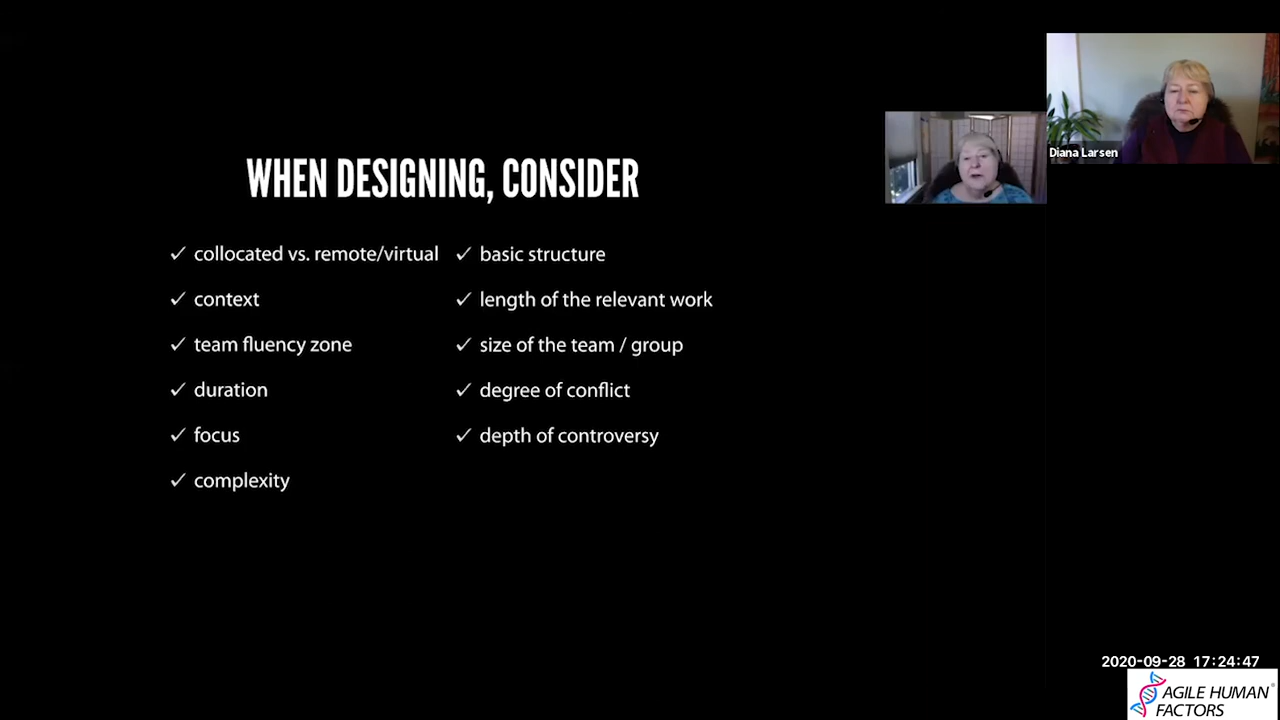 WHEN DESIGNING, CONSIDER
✓ collocated vs. remote/virtual
✓ context
✓ team fluency zone
✓ duration
✓ focus
✓ complexity
✓ basic structure
✓ length of the relevant work
✓ size of the team / group
✓ degree of conflict
✓ depth of controversy
Diana Larsen
2020-09-28 17:24:47
AGILE HUMAN
FACTORS